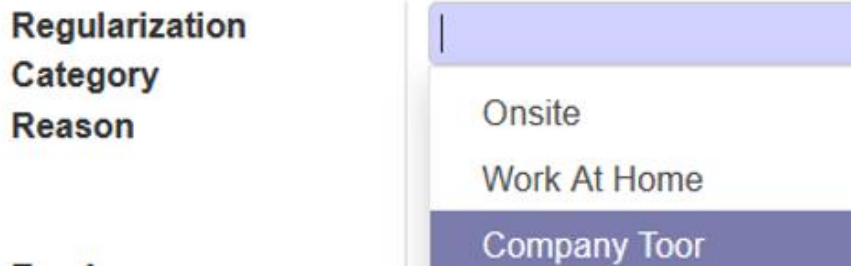 Regularization
Category
Reason
Onsite
Work At Home
Company Toor